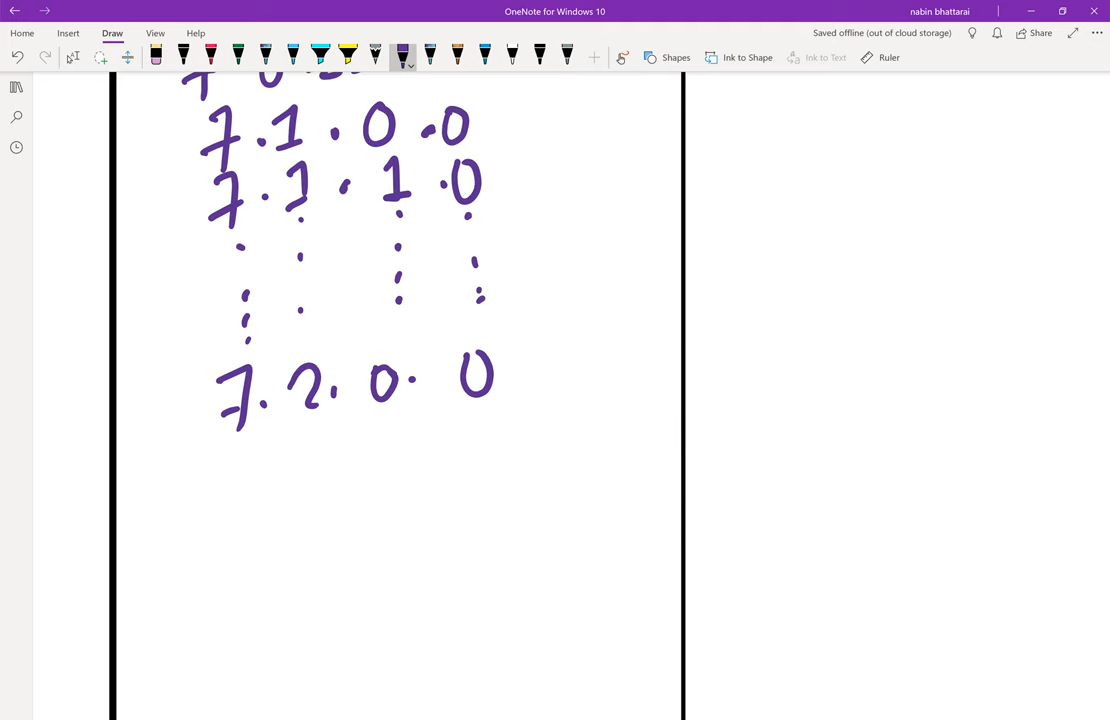 OneNote for Windows 10
nabin bhattarai
Home Insert Draw View Help
Saved offline (out of cloud storage)
Share
Shapes
Ink to Shape
Ink to Text
Ruler
7.1.0.0
7.1.1.0
7.2.0.0